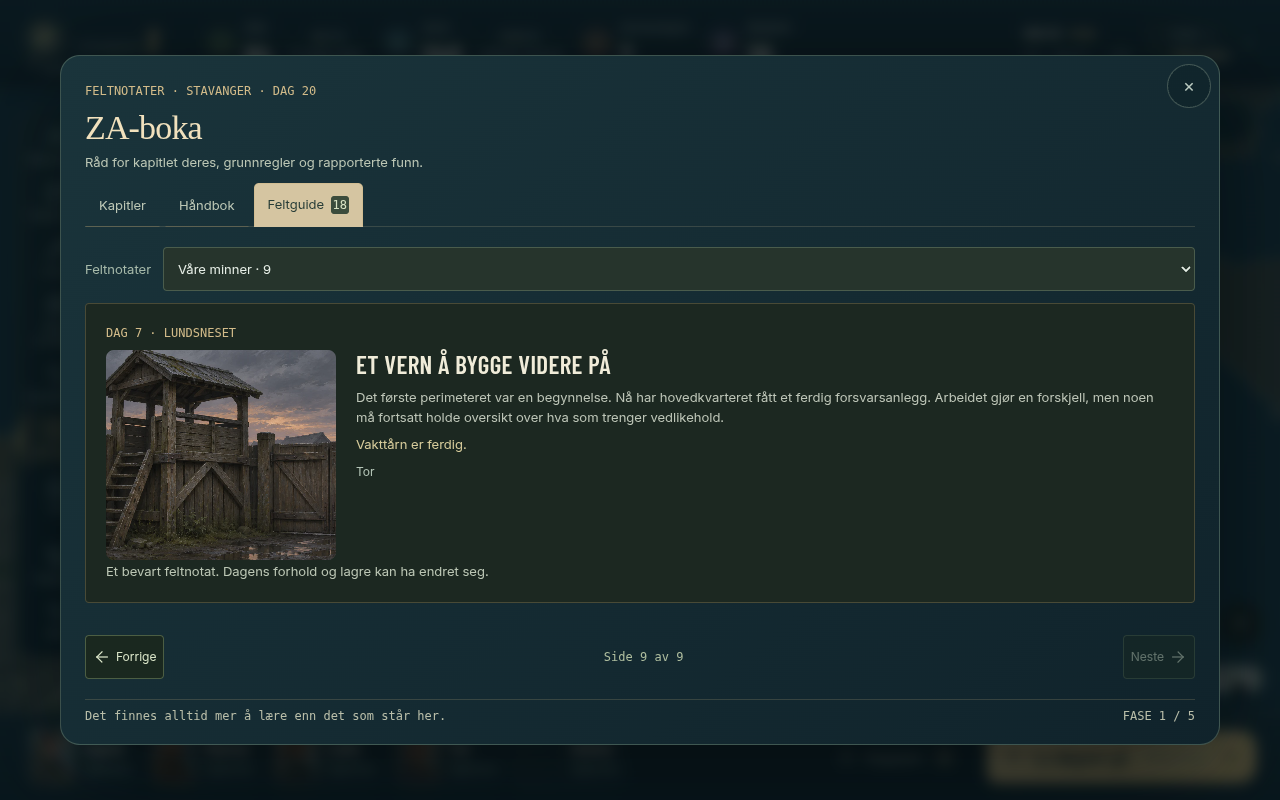 FELTNOTATER · STAVANGER · DAG 20
ZA-boka
Råd for kapitlet deres, grunnregler og rapporterte funn.
Kapitler
Håndbok
Feltguide 18
Feltnotater
Våre minner · 9
DAG 7 · LUNDSNESET
ET VERN Å BYGGE VIDERE PÅ
Det første perimeteret var en begynnelse. Nå har hovedkvarteret fått et ferdig forsvarsanlegg. Arbeidet gjør en forskjell, men noen
må fortsatt holde oversikt over hva som trenger vedlikehold.
Vakttårn er ferdig.
Tor
Et bevart feltnotat. Dagens forhold og lagre kan ha endret seg.
← Forrige
Side 9 av 9
Neste →
Det finnes alltid mer å lære enn det som står her.
FASE 1 / 5